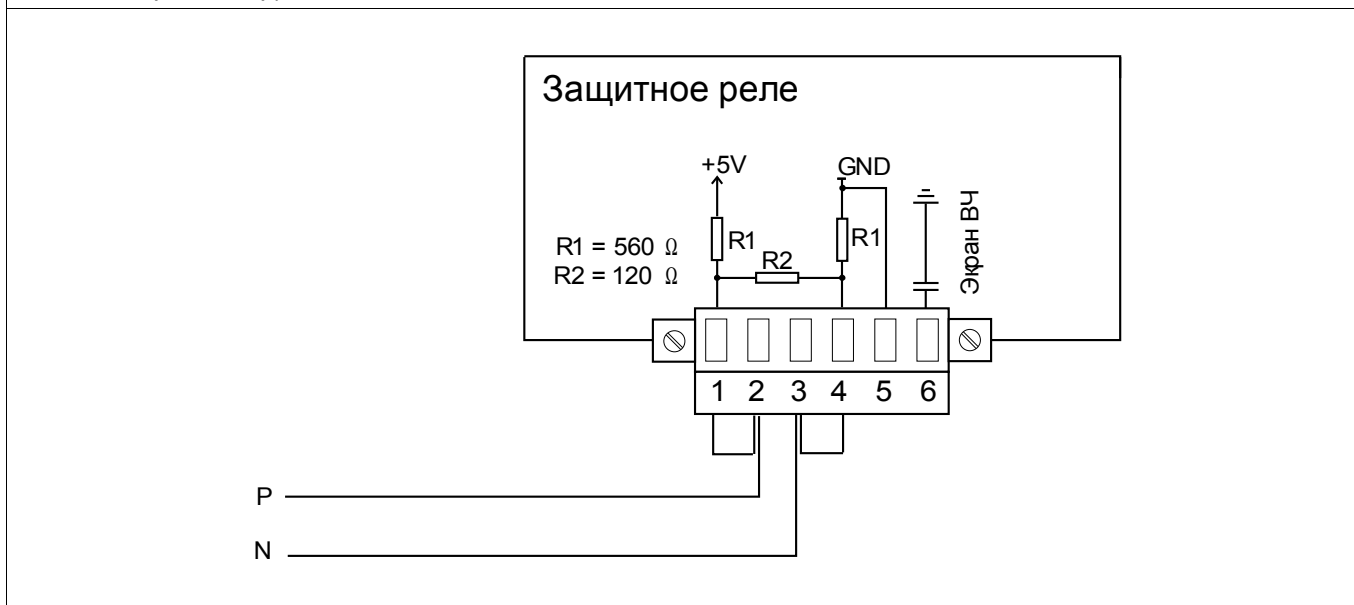 Защитное реле
+5V
GND
Экран ВЧ
R1 = 560 Ω
R1
R1
R2 = 120 Ω
R2
1 2 3 4 5 6
P
N